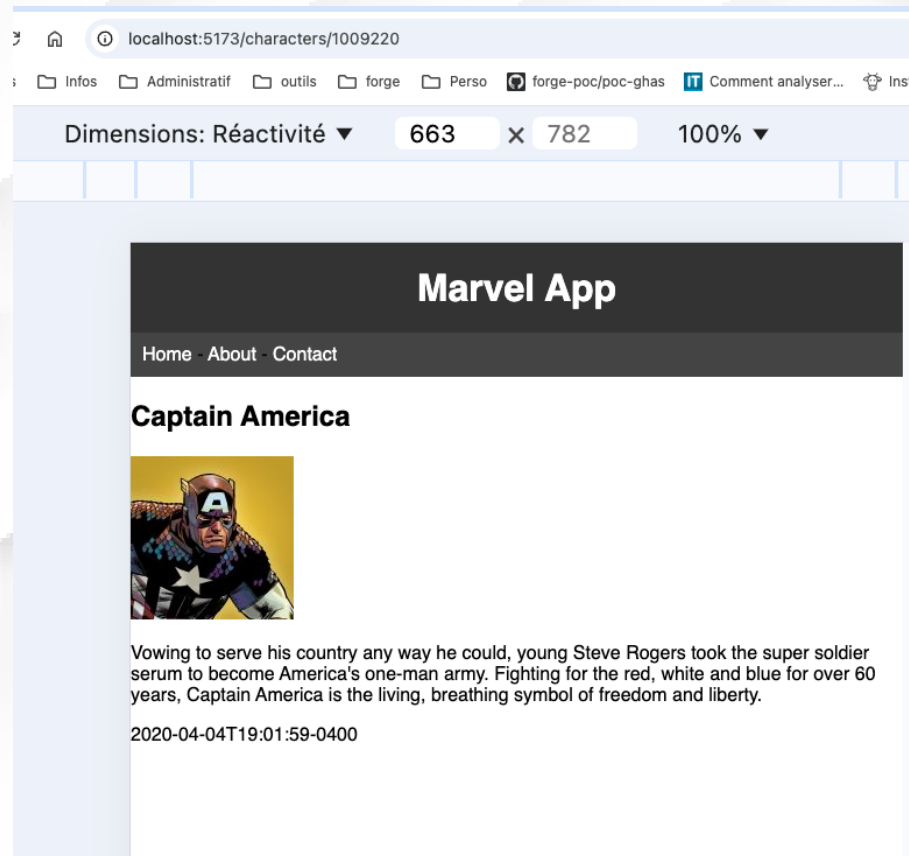 localhost:5173/characters/1009220
Infos Administratif outils forge Perso forge-poc/poc-ghas IT Comment analyser...
Dimensions: Réactivité ▼ 663 × 782 100% ▼
Marvel App
Home - About - Contact
Captain America
A
Vowing to serve his country any way he could, young Steve Rogers took the super soldier
serum to become America's one-man army. Fighting for the red, white and blue for over 60
years, Captain America is the living, breathing symbol of freedom and liberty.
2020-04-04T19:01:59-0400